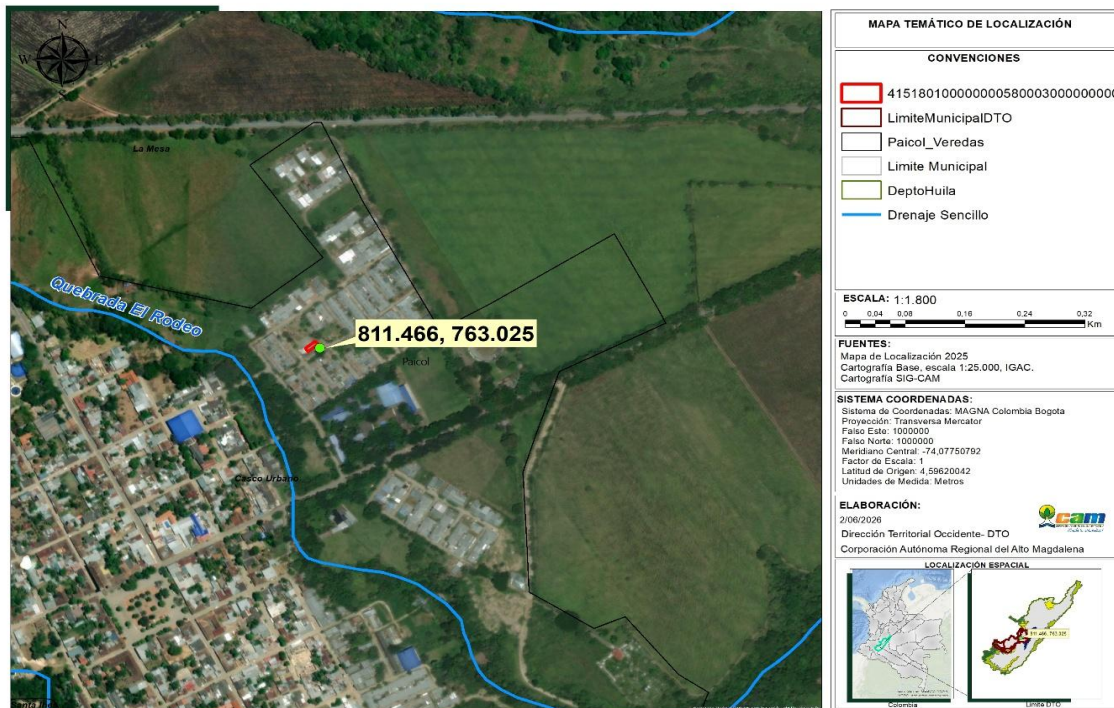 N
W
E
S
La Mesa
Quebrada El Rodeo
811.466, 763.025
Paicol
Casco Urbano
MAPA TEMÁTICO DE LOCALIZACIÓN
CONVENCIONES
LimiteMunicipalDTO
Paicol_Veredas
Limite Municipal
DeptoHuila
Drenaje Sencillo
ESCALA: 1:1.800
0 0,04 0,08 0,16 0,24 0,32
Km
FUENTES:
Mapa de Localización 2025
Cartografía Base, escala 1:25.000, IGAC.
Cartografía SIG-CAM
SISTEMA COORDENADAS:
Sistema de Coordenadas: MAGNA Colombia Bogota
Proyección: Transversa Mercator
Falso Este: 1000000
Falso Norte: 1000000
Meridiano Central: -74,07750792
Factor de Escala: 1
Latitud de Origen: 4,59620042
Unidades de Medida: Metros
ELABORACIÓN:
2/06/2026
cam
Dirección Territorial Occidente- DTO
Corporación Autónoma Regional del Alto Magdalena
LOCALIZACIÓN ESPACIAL
811.466, 763.025
Colombia
Limite DTO